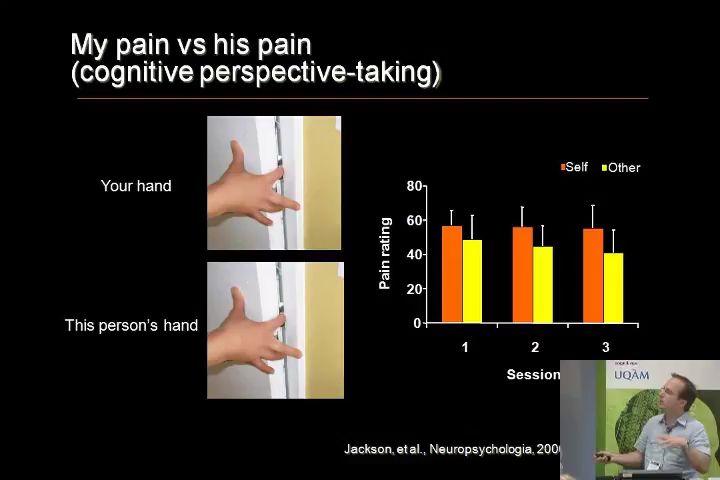 My pain vs his pain
(cognitive perspective-taking)
Your hand
This person's hand
Self
Other
80
60
40
20
0
Pain rating
1
2
3
Session
Jackson, et al., Neuropsychologia, 200
UQÀM